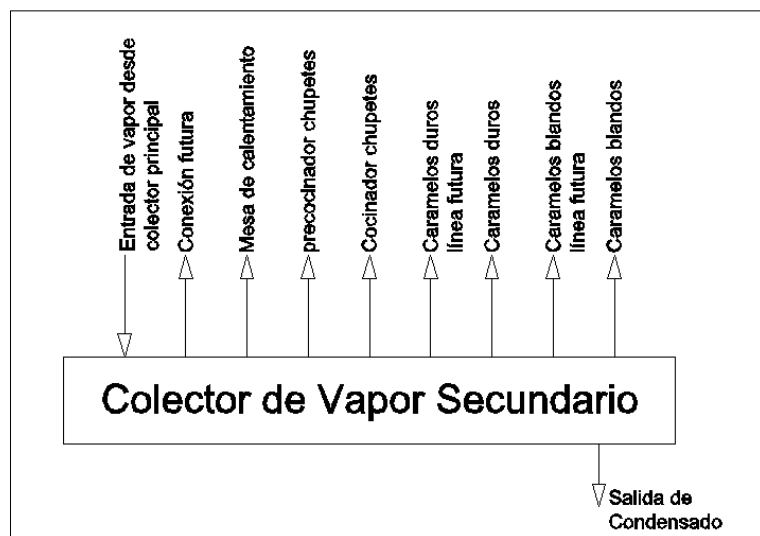 Entrada de vapor desde
colector principal
Conexión futura
Mesa de calentamiento
precocinador chupetes
Cocinador chupetes
Caramelos duros
línea futura
Caramelos duros
Caramelos blandos
línea futura
Caramelos blandos
Colector de Vapor Secundario
Salida de
Condensado